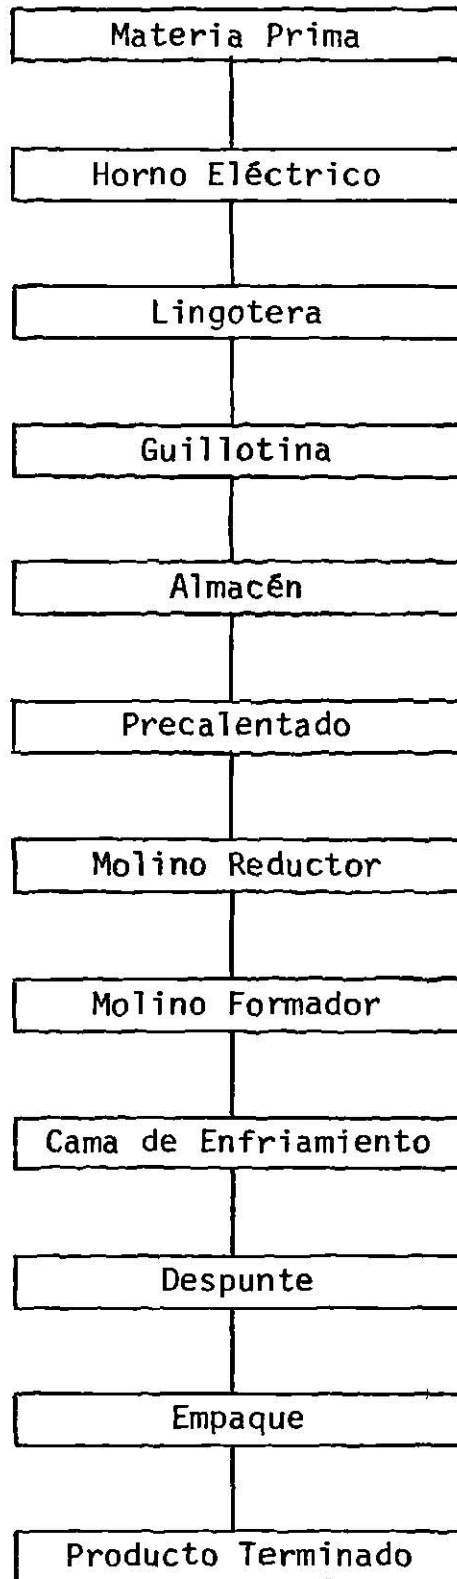 Materia Prima
Horno Eléctrico
Lingotera
Guillotina
Almacén
Precalentado
Molino Reductor
Molino Formador
Cama de Enfriamiento
Despunte
Empaque
Producto Terminado